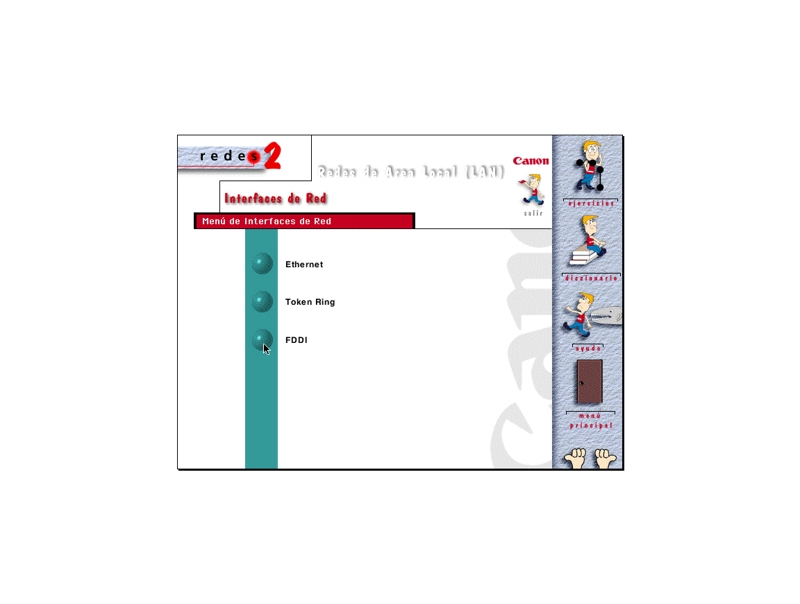 redes 2
Redes de Area Local (LAN)
Canon
salir
Interfaces de Red
Menú de Interfaces de Red
Ethernet
Token Ring
FDDI
Canon
ejercicios
diccionario
ayuda
menú
principal